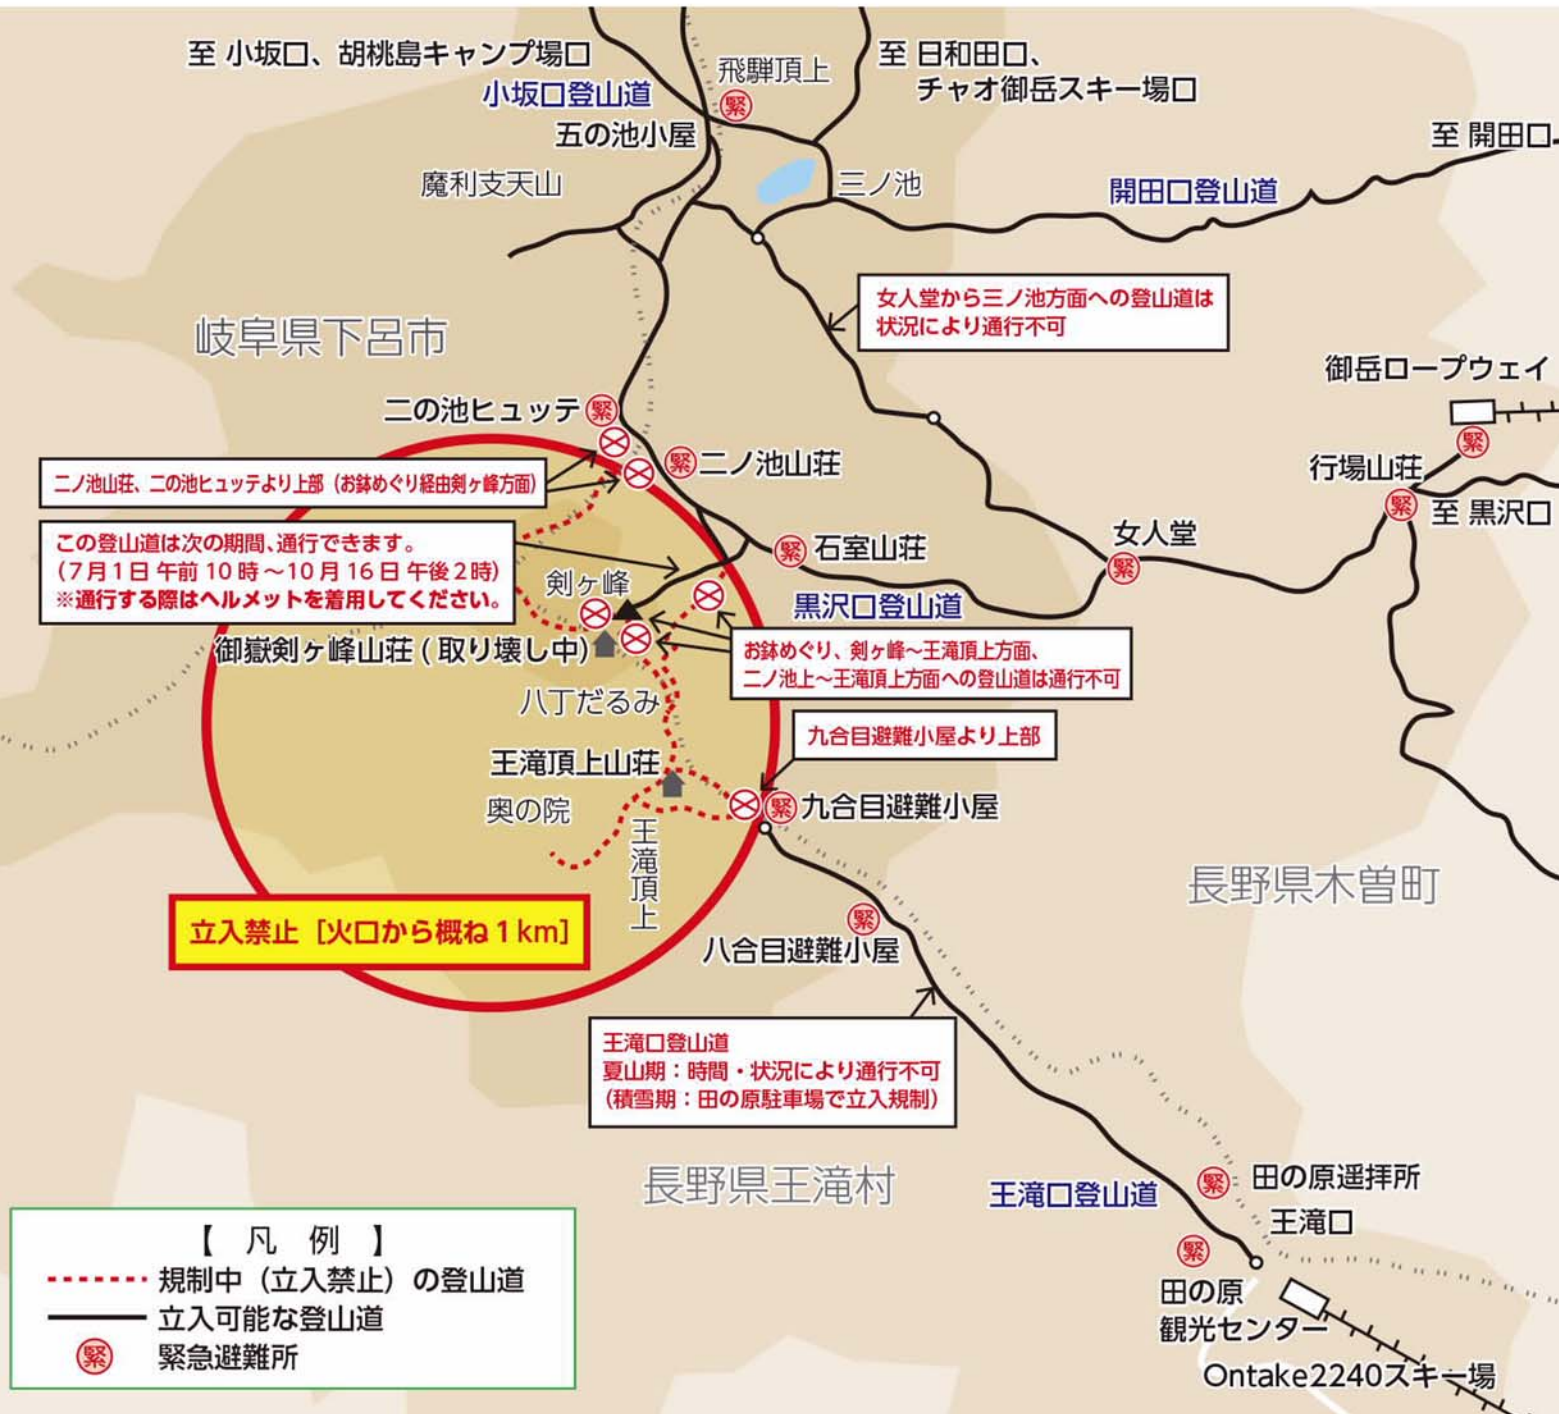 至 小坂口、胡桃島キャンプ場口
小坂口登山道
飛騨頂上
緊
至 日和田口、
チャオ御岳スキー場口
五の池小屋
至 開田口
魔利支天山
三ノ池
開田口登山道
女人堂から三ノ池方面への登山道は
状況により通行不可
岐阜県下呂市
御岳ロープウェイ
緊
二の池ヒュッテ
緊
緊
二ノ池山荘
行場山荘
緊
至 黒沢口
二ノ池山荘、二の池ヒュッテより上部（お鉢めぐり経由剣ヶ峰方面）
この登山道は次の期間、通行できます。
（7月1日 午前10時～10月16日 午後2時）
※通行する際はヘルメットを着用してください。
緊
石室山荘
女人堂
緊
剣ヶ峰
黒沢口登山道
御嶽剣ヶ峰山荘（取り壊し中）
お鉢めぐり、剣ヶ峰～王滝頂上方面、
二ノ池上～王滝頂上方面への登山道は通行不可
八丁だるみ
九合目避難小屋より上部
王滝頂上山荘
奥の院
緊
九合目避難小屋
王滝頂上
長野県木曽町
立入禁止［火口から概ね1km］
緊
八合目避難小屋
王滝口登山道
夏山期：時間・状況により通行不可
（積雪期：田の原駐車場で立入規制）
長野県王滝村
王滝口登山道
緊
田の原遥拝所
王滝口
緊
田の原
観光センター
Ontake2240スキー場
【 凡 例 】
規制中（立入禁止）の登山道
立入可能な登山道
緊
緊急避難所